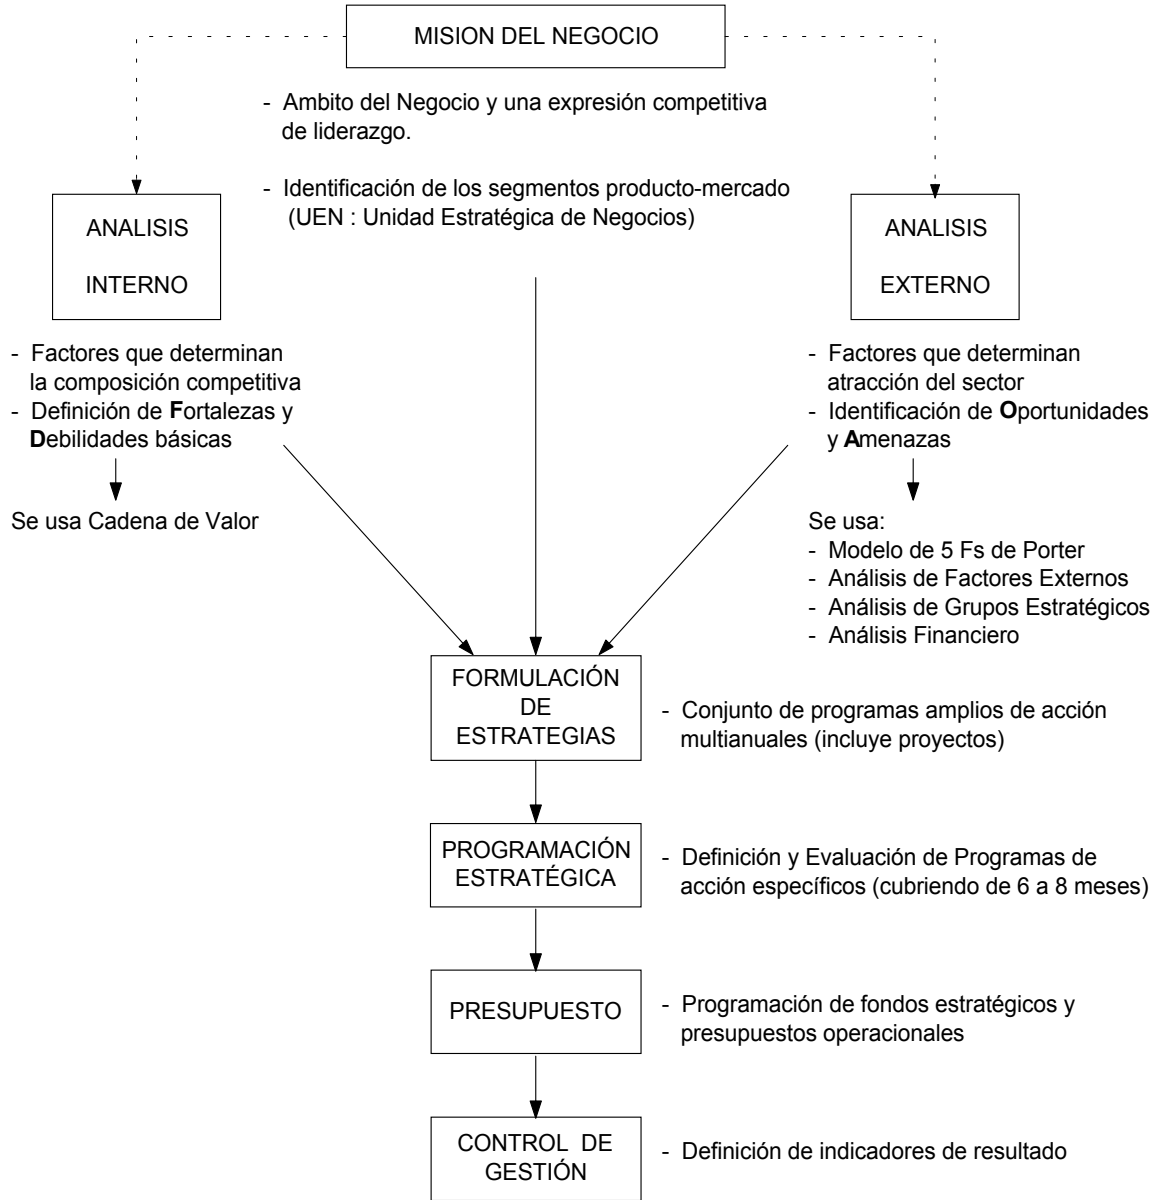 MISION DEL NEGOCIO
- Ambito del Negocio y una expresión competitiva
de liderazgo.
- Identificación de los segmentos producto-mercado
(UEN : Unidad Estratégica de Negocios)
ANALISIS
INTERNO
- Factores que determinan
la composición competitiva
- Definición de Fortalezas y
Debilidades básicas
Se usa Cadena de Valor
ANALISIS
EXTERNO
- Factores que determinan
atracción del sector
- Identificación de Oportunidades
y Amenazas
Se usa:
- Modelo de 5 Fs de Porter
- Análisis de Factores Externos
- Análisis de Grupos Estratégicos
- Análisis Financiero
FORMULACIÓN
DE
ESTRATEGIAS
- Conjunto de programas amplios de acción
multianuales (incluye proyectos)
PROGRAMACIÓN
ESTRATÉGICA
- Definición y Evaluación de Programas de
acción específicos (cubriendo de 6 a 8 meses)
PRESUPUESTO
- Programación de fondos estratégicos y
presupuestos operacionales
CONTROL DE
GESTIÓN
- Definición de indicadores de resultado